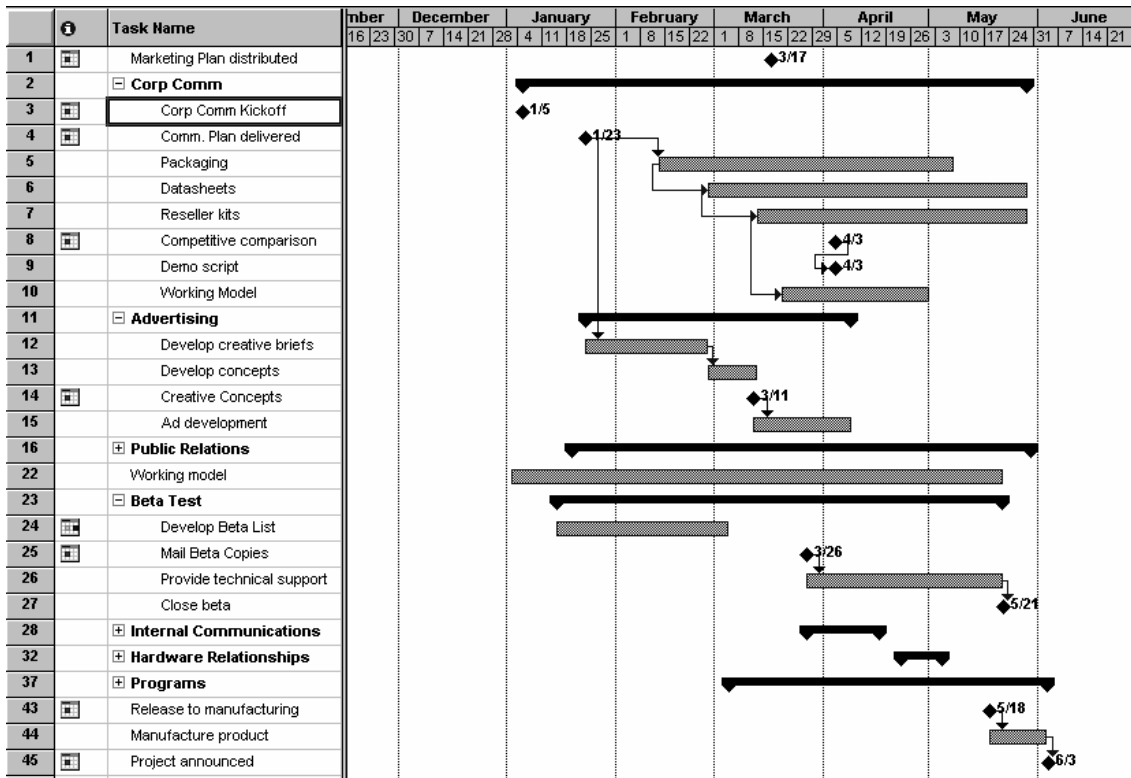 Task Name mber December January February March April May June
16 23 30 7 14 21 28 4 11 18 25 1 8 15 22 1 8 15 22 29 5 12 19 26 3 10 17 24 31 7 14 21
1 Marketing Plan distributed 3/17
2 Corp Comm
3 Corp Comm Kickoff 1/5
4 Comm. Plan delivered 1/23
5 Packaging
6 Datasheets
7 Reseller kits
8 Competitive comparison 4/3
9 Demo script 4/3
10 Working Model
11 Advertising
12 Develop creative briefs
13 Develop concepts
14 Creative Concepts 3/11
15 Ad development
16 Public Relations
22 Working model
23 Beta Test
24 Develop Beta List
25 Mail Beta Copies 3/26
26 Provide technical support
27 Close beta 5/21
28 Internal Communications
32 Hardware Relationships
37 Programs
43 Release to manufacturing 5/18
44 Manufacture product
45 Project announced 6/3